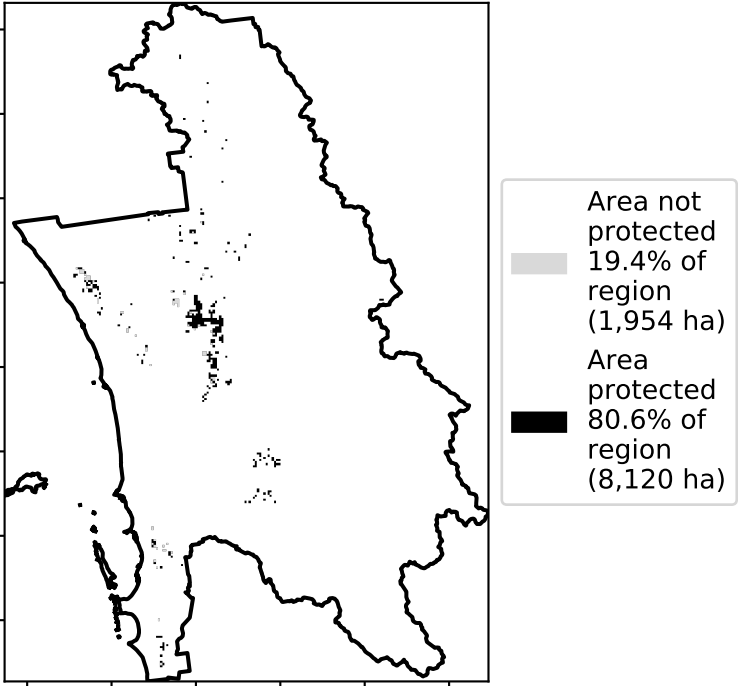 Area not
protected
19.4% of
region
(1,954 ha)
Area
protected
80.6% of
region
(8,120 ha)